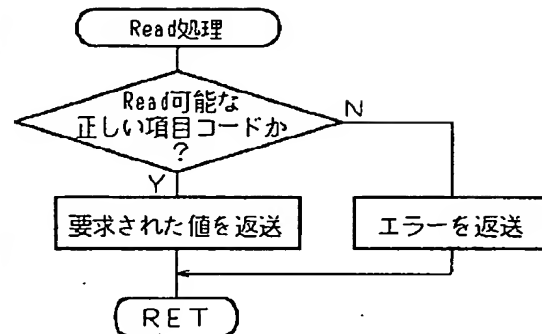 Read処理
Read可能な
正しい項目コードか
?
N
Y
要求された値を返送
エラーを返送
RET